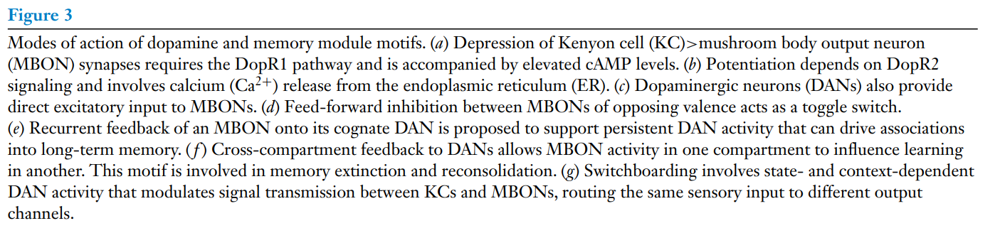 Figure 3
Modes of action of dopamine and memory module motifs. (a) Depression of Kenyon cell (KC)>mushroom body output neuron
(MBON) synapses requires the DopR1 pathway and is accompanied by elevated cAMP levels. (b) Potentiation depends on DopR2
signaling and involves calcium (Ca2+) release from the endoplasmic reticulum (ER). (c) Dopaminergic neurons (DANs) also provide
direct excitatory input to MBONs. (d) Feed-forward inhibition between MBONs of opposing valence acts as a toggle switch.
(e) Recurrent feedback of an MBON onto its cognate DAN is proposed to support persistent DAN activity that can drive associations
into long-term memory. (f) Cross-compartment feedback to DANs allows MBON activity in one compartment to influence learning
in another. This motif is involved in memory extinction and reconsolidation. (g) Switchboarding involves state- and context-dependent
DAN activity that modulates signal transmission between KCs and MBONs, routing the same sensory input to different output
channels.